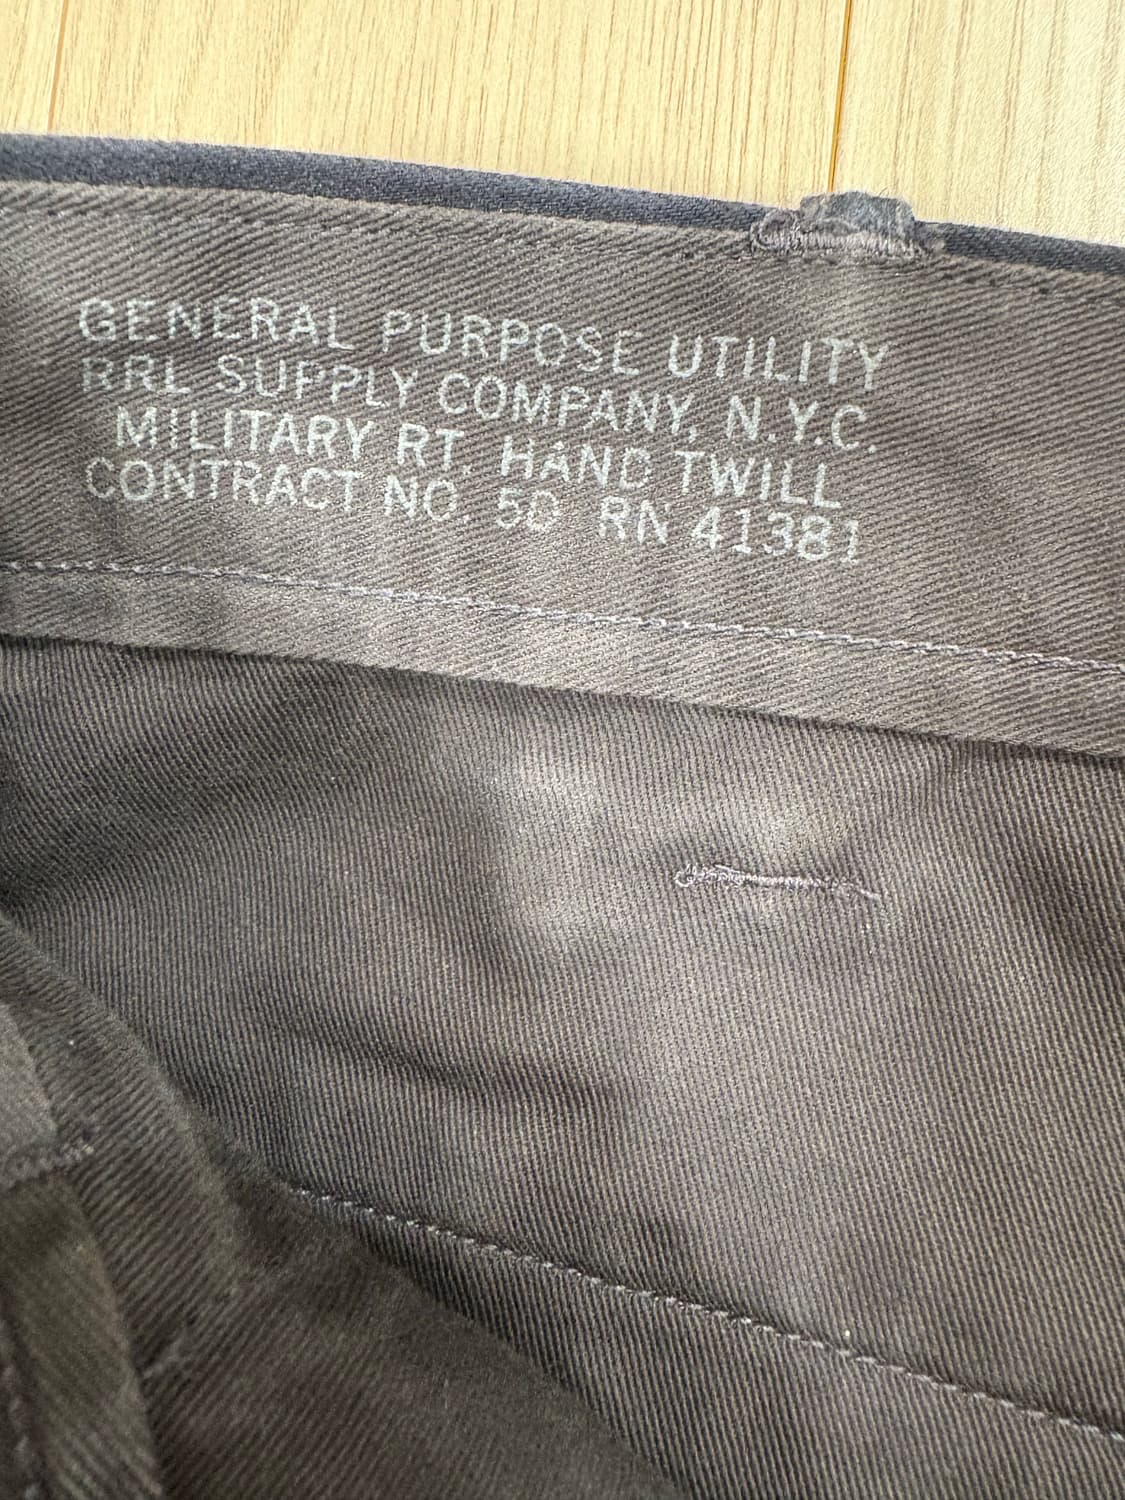 GENERAL PURPOSE UTILITY
RRL SUPPLY COMPANY, N.Y.C.
MILITARY RT. HAND TWILL
CONTRACT NO. 50 RN 41381